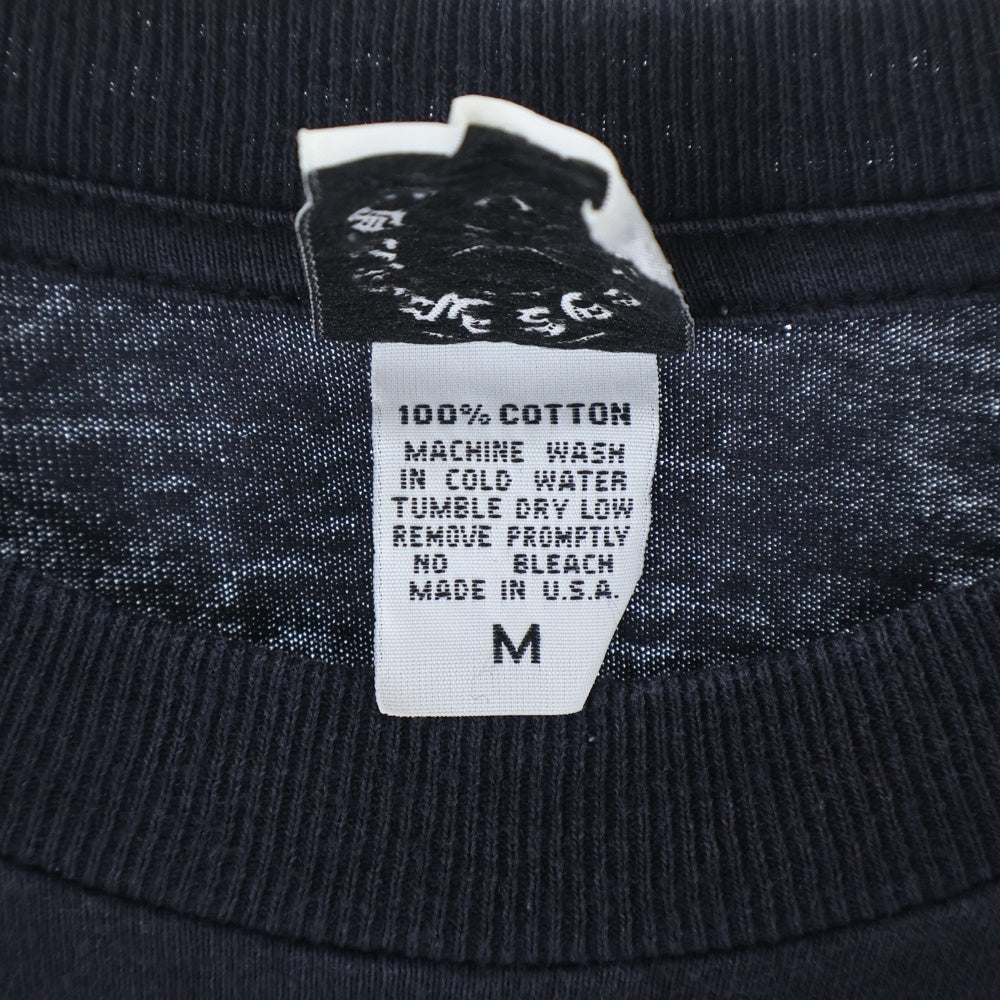 100% COTTON
MACHINE WASH
IN COLD WATER
TUMBLE DRY LOW
REMOVE PROMPTLY
NO BLEACH
MADE IN U.S.A.
M